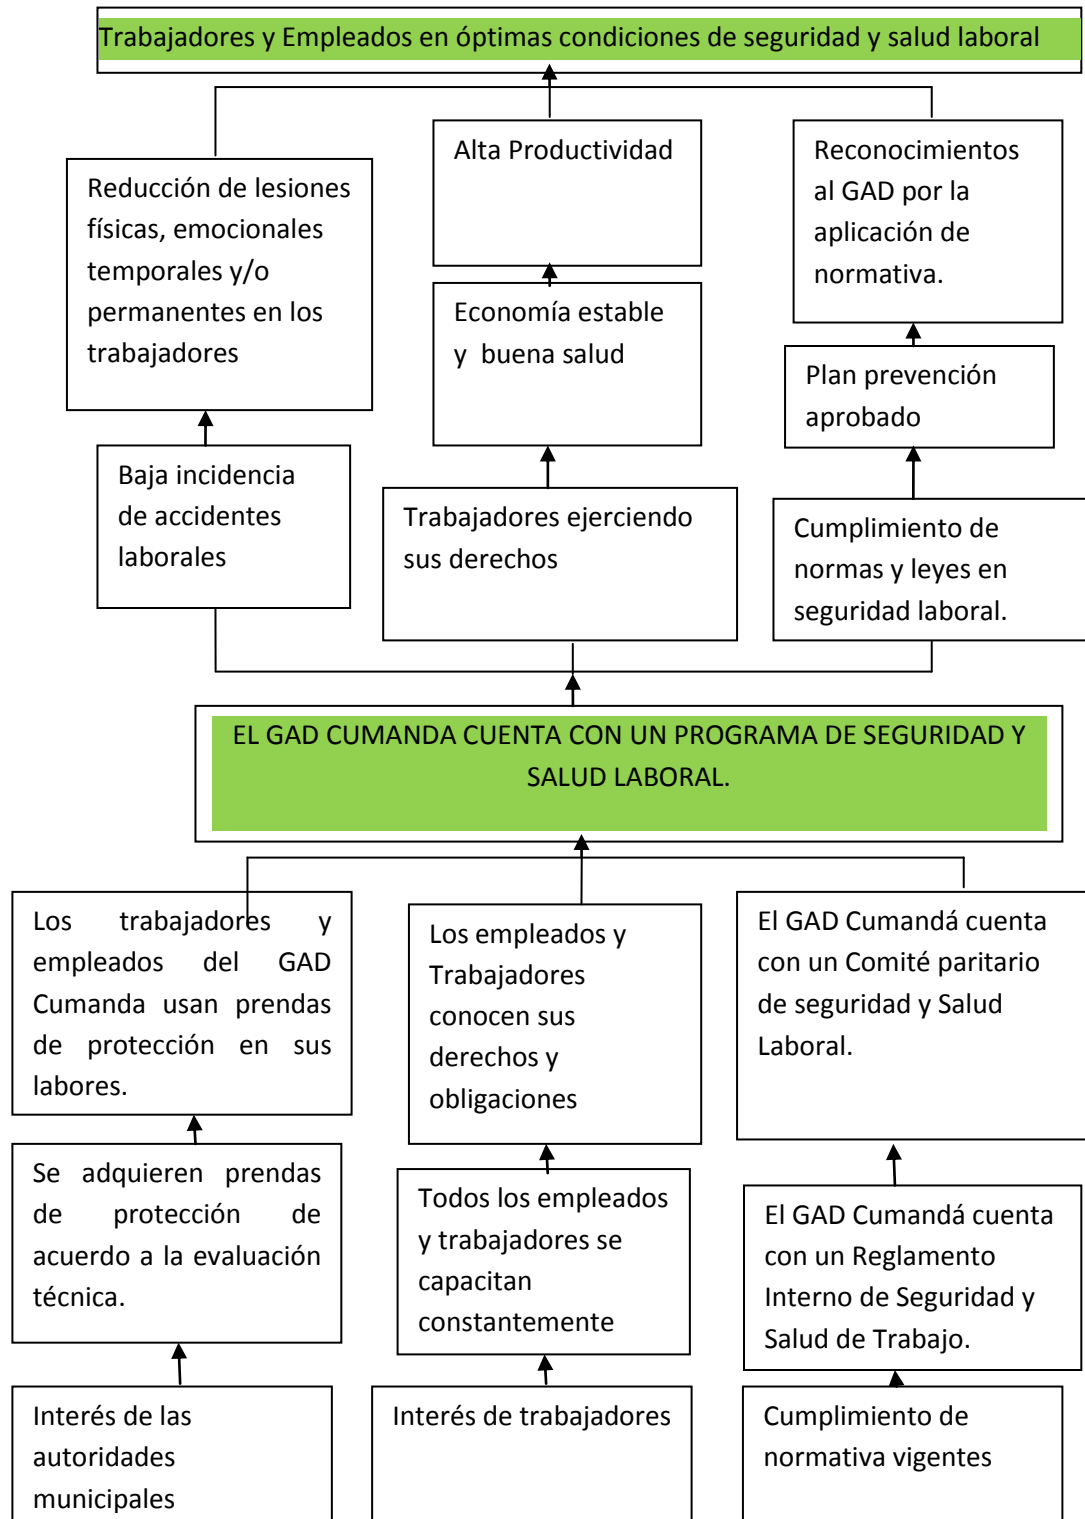 Trabajadores y Empleados en óptimas condiciones de seguridad y salud laboral
Reducción de lesiones
físicas, emocionales
temporales y/o
permanentes en los
trabajadores
Alta Productividad
Reconocimientos
al GAD por la
aplicación de
normativa.
Economía estable
y buena salud
Plan prevención
aprobado
Baja incidencia
de accidentes
laborales
Trabajadores ejerciendo
sus derechos
Cumplimiento de
normas y leyes en
seguridad laboral.
EL GAD CUMANDA CUENTA CON UN PROGRAMA DE SEGURIDAD Y
SALUD LABORAL.
Los trabajadores y
empleados del GAD
Cumanda usan prendas
de protección en sus
labores.
Los empleados y
Trabajadores
conocen sus
derechos y
obligaciones
El GAD Cumandá cuenta
con un Comité paritario
de seguridad y Salud
Laboral.
Se adquieren prendas
de protección de
acuerdo a la evaluación
técnica.
Todos los empleados
y trabajadores se
capacitan
constantemente
El GAD Cumandá cuenta
con un Reglamento
Interno de Seguridad y
Salud de Trabajo.
Interés de las
autoridades
municipales
Interés de trabajadores
Cumplimiento de
normativa vigentes